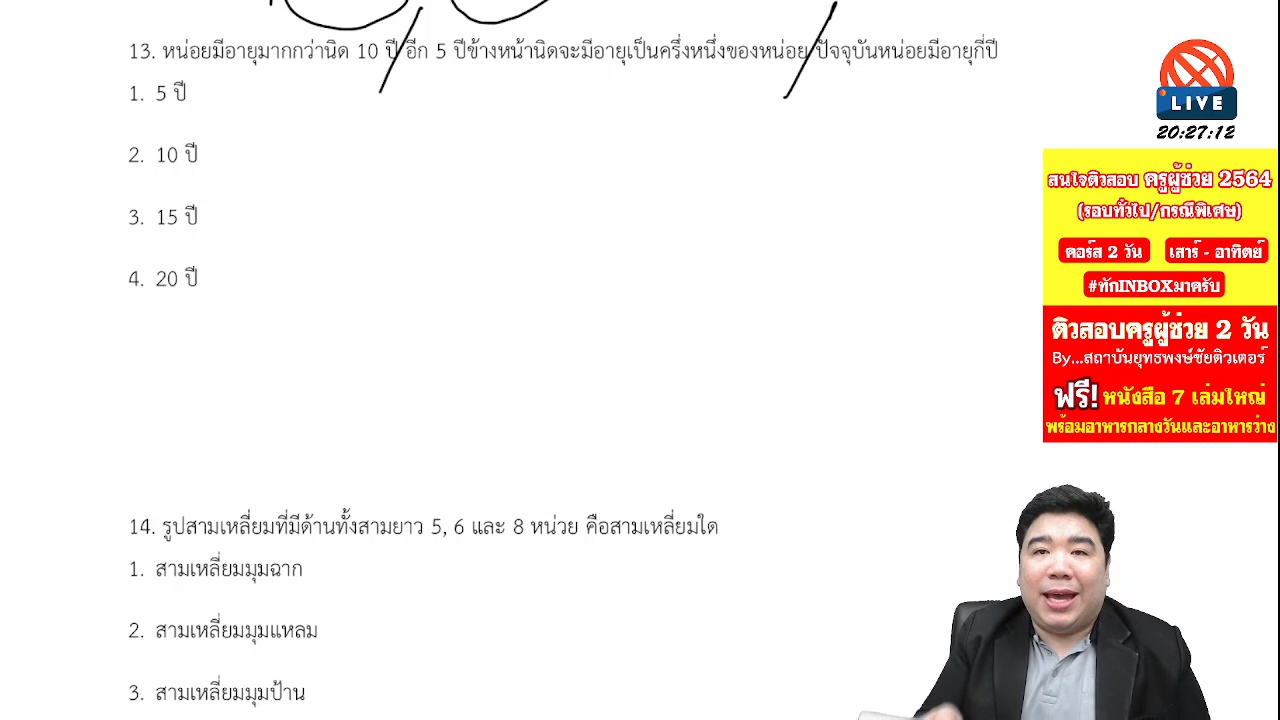 13. หน่อยมีอายุมากกว่านิด 10 ปี อีก 5 ปีข้างหน้านิดจะมีอายุเป็นครึ่งหนึ่งของหน่อย ปัจจุบันหน่อยมีอายุกี่ปี
1. 5 ปี
2. 10 ปี
3. 15 ปี
4. 20 ปี
14. รูปสามเหลี่ยมที่มีด้านทั้งสามยาว 5, 6 และ 8 หน่วย คือสามเหลี่ยมใด
1. สามเหลี่ยมมุมฉาก
2. สามเหลี่ยมมุมแหลม
3. สามเหลี่ยมมุมป้าน
LIVE
20:27:12
สนใจติวสอบ ครูผู้ช่วย 2564
(รอบทั่วไป/กรณีพิเศษ)
คอร์ส 2 วัน เสาร์ - อาทิตย์
#ทักINBOXมาครับ
ติวสอบครูผู้ช่วย 2 วัน
By...สถาบันยุทธพงษ์ชัยติวเตอร์
ฟรี! หนังสือ 7 เล่มใหญ่
พร้อมอาหารกลางวันและอาหารว่าง